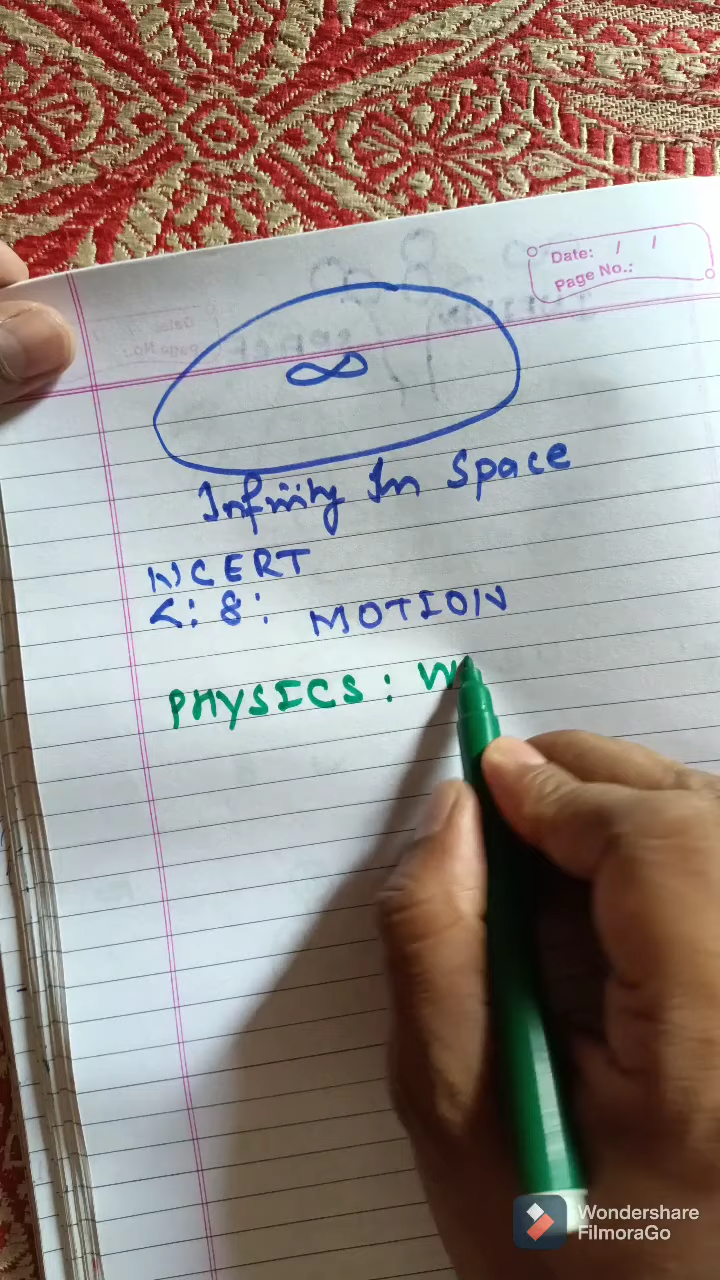 Date: / /
Page No.:
∞
Infinity In Space
NCERT
<: 8: MOTION
PHYSICS: W
Wondershare
FilmoraGo